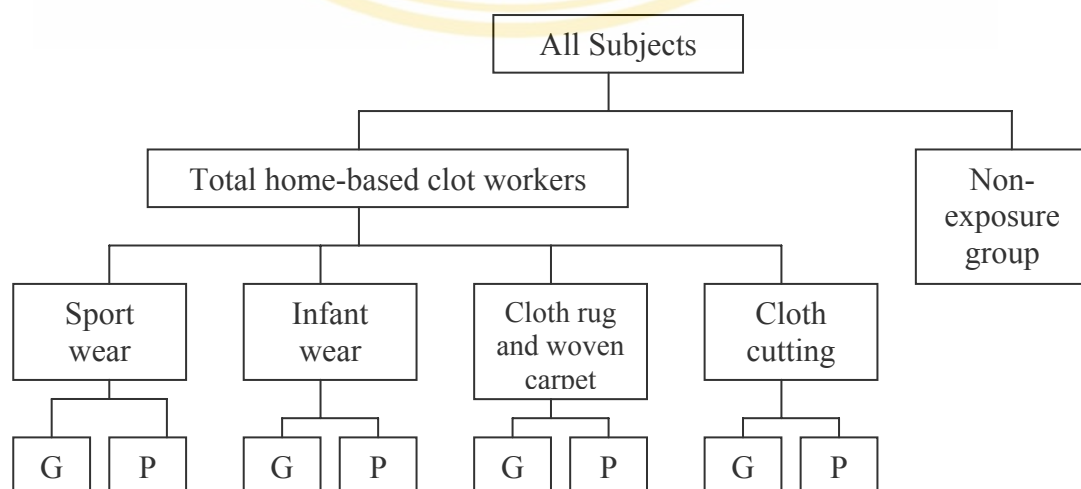 All Subjects
Total home-based clot workers
Non-
exposure
group
Sport
wear
Infant
wear
Cloth rug
and woven
carpet
Cloth
cutting
G
P
G
P
G
P
G
P